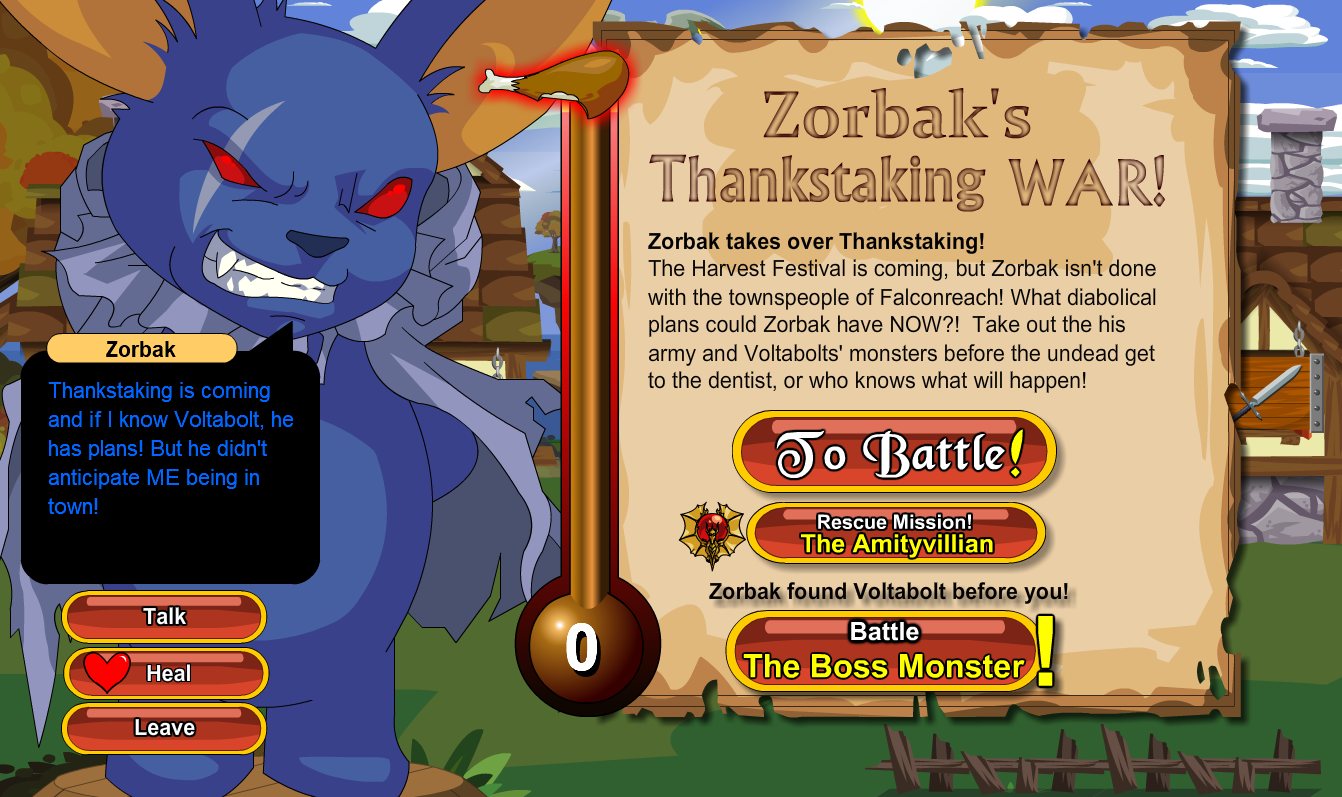 Zorbak's
Thankstaking WAR!
Zorbak takes over Thankstaking!
The Harvest Festival is coming, but Zorbak isn't done
with the townspeople of Falconreach! What diabolical
plans could Zorbak have NOW?!  Take out the his
army and Voltabolts' monsters before the undead get
to the dentist, or who knows what will happen!
To Battle!
Rescue Mission!
The Amityvillian
Zorbak found Voltabolt before you!
Battle
The Boss Monster!
0
Zorbak
Thankstaking is coming
and if I know Voltabolt, he
has plans! But he didn't
anticipate ME being in
town!
Talk
Heal
Leave